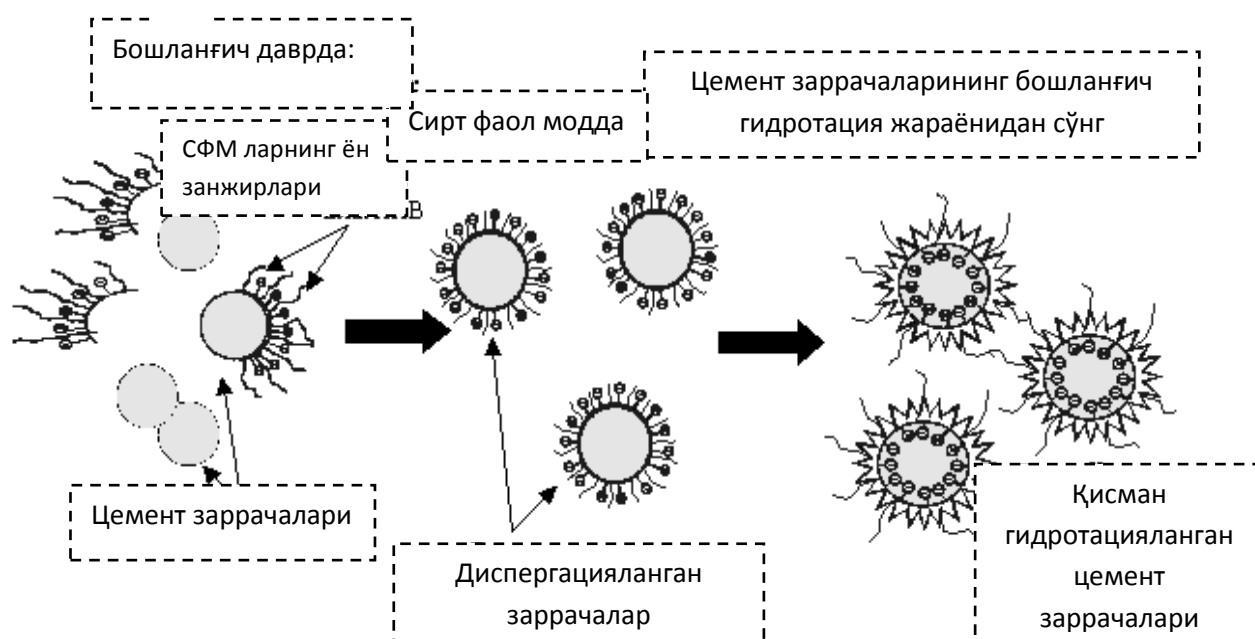 Бошланғич даврда:
СФМ ларнинг ён
занжирлари
Сирт фаол модда
Цемент заррачаларининг бошланғич
гидротация жараёнидан сўнг
В
Цемент заррачалари
Диспергацияланган
заррачалар
Қисман
гидротацияланган
цемент
заррачалари